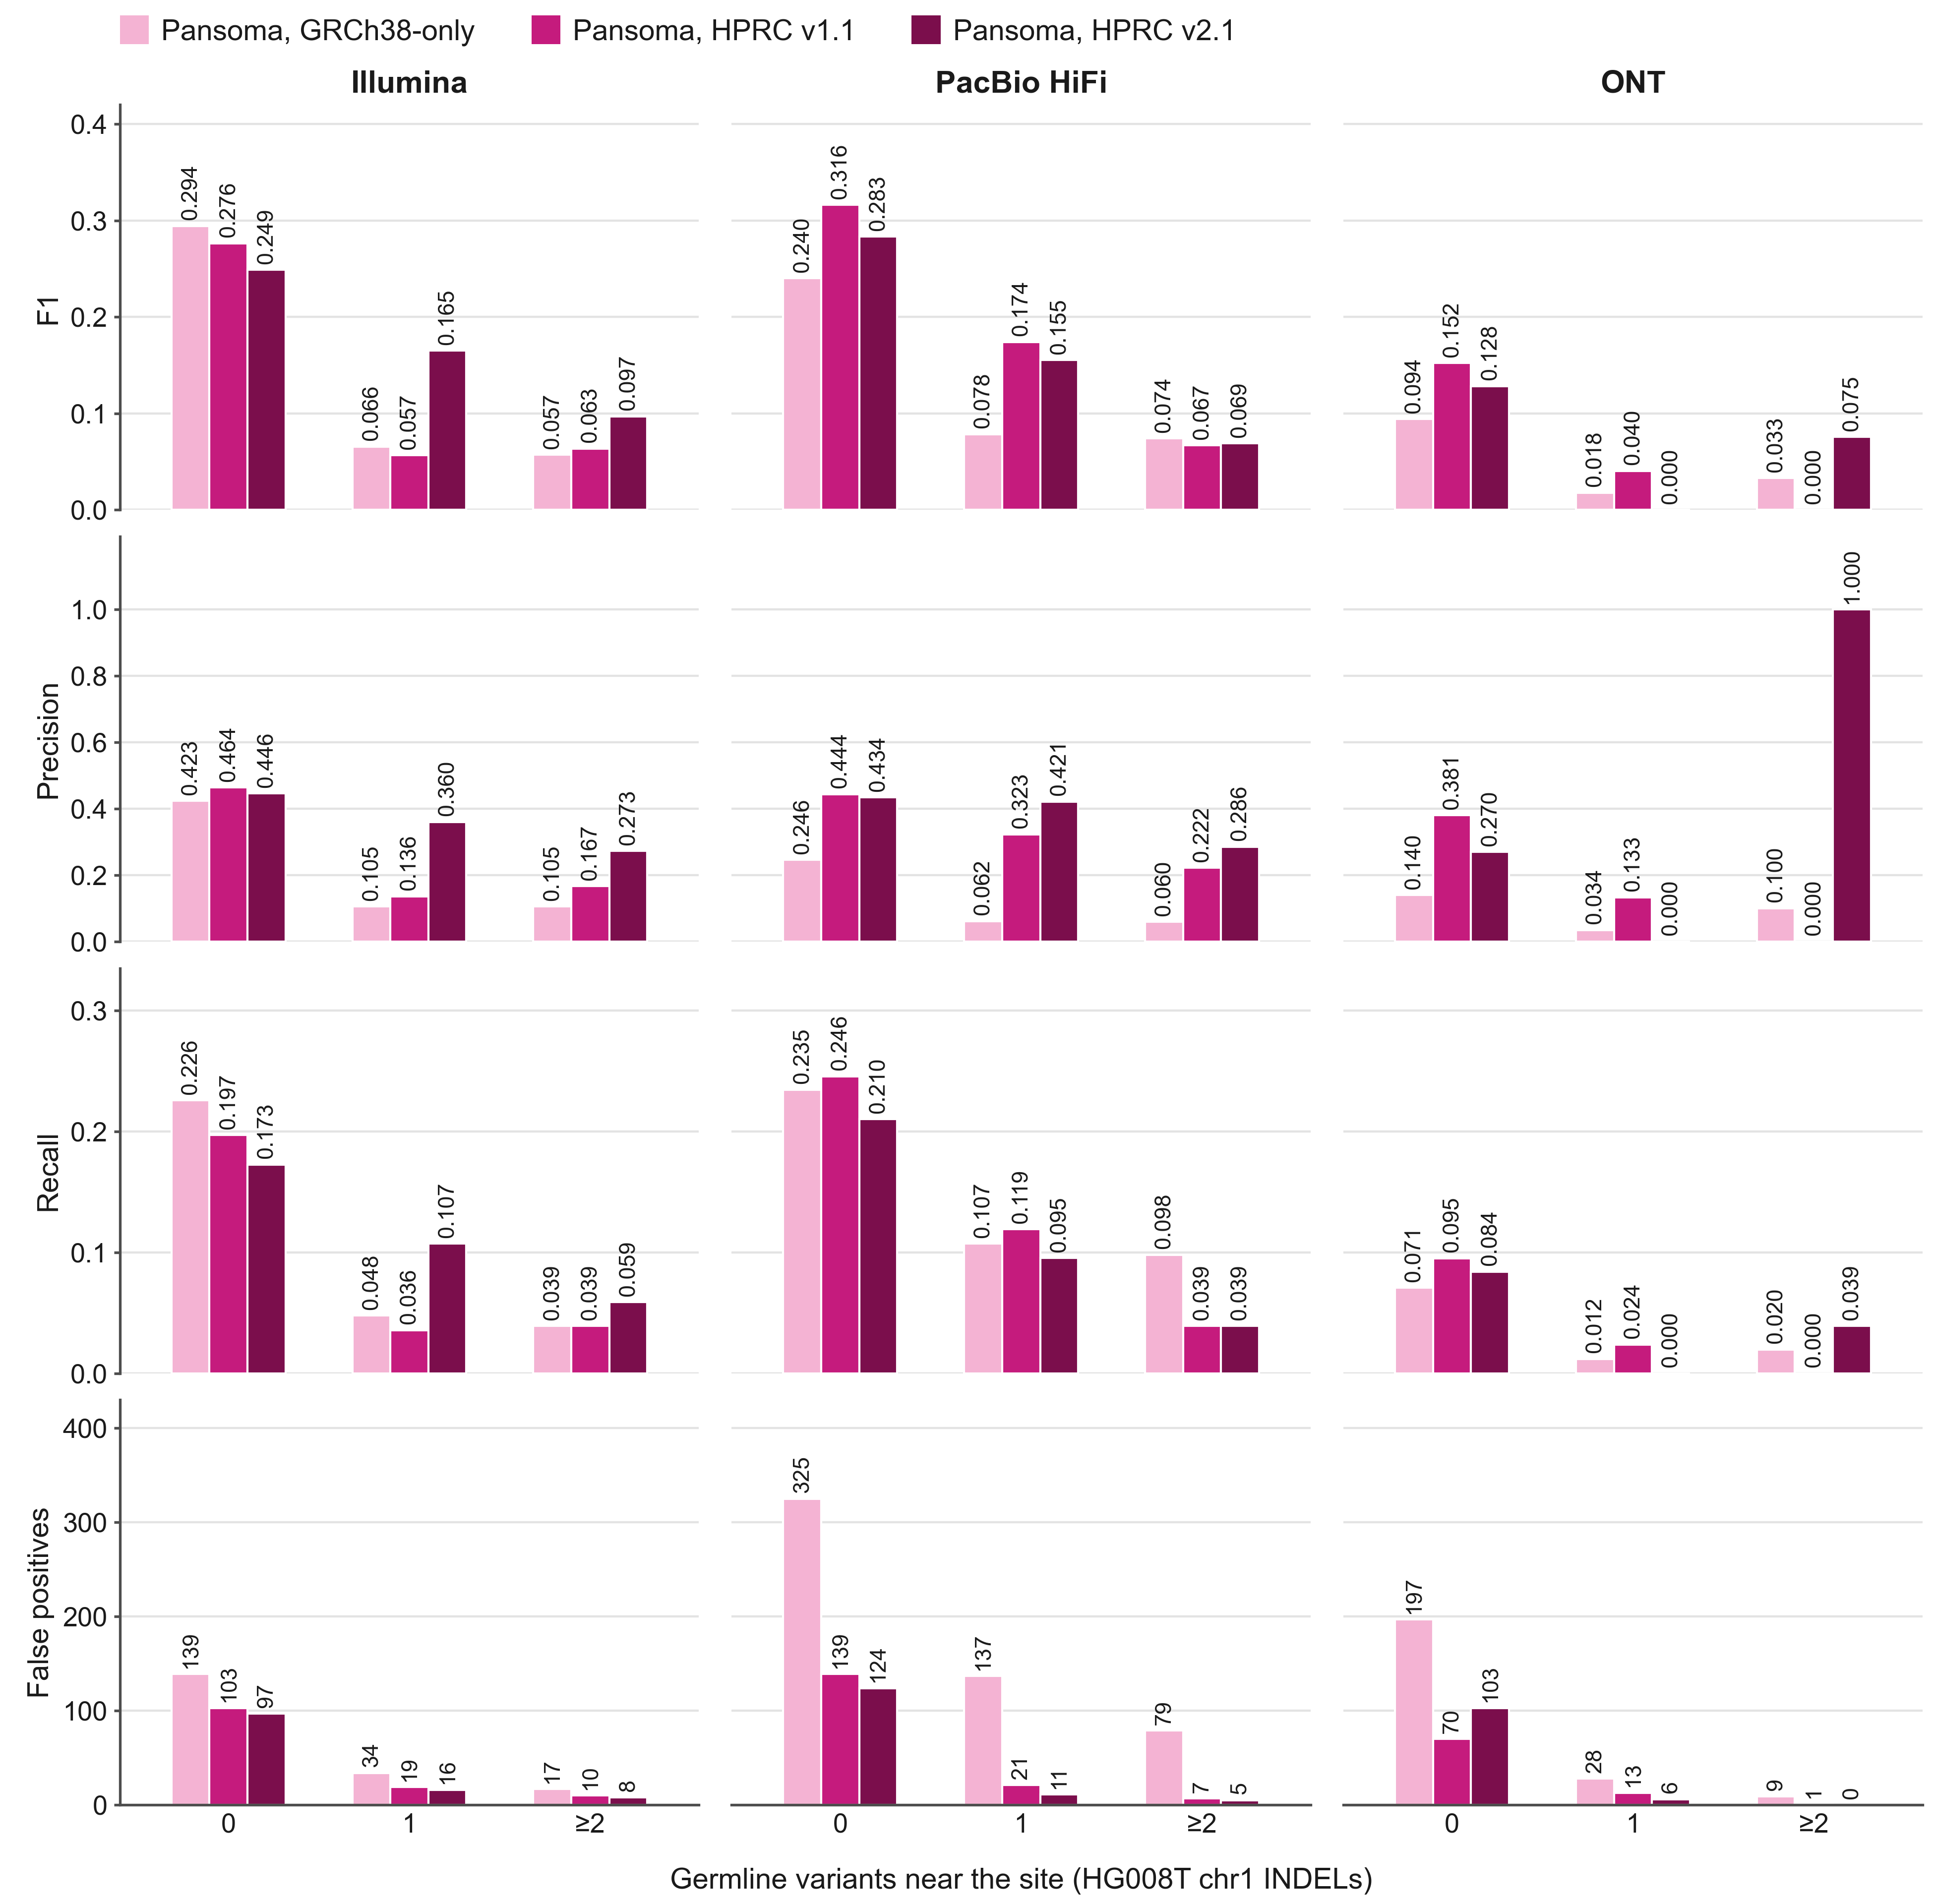 Pansoma, GRCh38-only Pansoma, HPRC v1.1 Pansoma, HPRC v2.1
Illumina PacBio HiFi ONT
F1
0.4
0.3
0.2
0.1
0.0
0.294 0.276 0.249 0.066 0.057 0.165 0.057 0.063 0.097
0.240 0.316 0.283 0.078 0.174 0.155 0.074 0.067 0.069
0.094 0.152 0.128 0.018 0.040 0.000 0.033 0.000 0.075
Precision
1.0
0.8
0.6
0.4
0.2
0.0
0.423 0.464 0.446 0.105 0.136 0.360 0.105 0.167 0.273
0.246 0.444 0.434 0.062 0.323 0.421 0.060 0.222 0.286
0.140 0.381 0.270 0.034 0.133 0.000 0.100 0.000 1.000
Recall
0.3
0.2
0.1
0.0
0.226 0.197 0.173 0.048 0.036 0.107 0.039 0.039 0.059
0.235 0.246 0.210 0.107 0.119 0.095 0.098 0.039 0.039
0.071 0.095 0.084 0.012 0.024 0.000 0.020 0.000 0.039
False positives
400
300
200
100
0
139 103 97 34 19 16 17 10 8
325 139 124 137 21 11 79 7 5
197 70 103 28 13 6 9 1 0
0 1 ≥2 0 1 ≥2 0 1 ≥2
Germline variants near the site (HG008T chr1 INDELs)